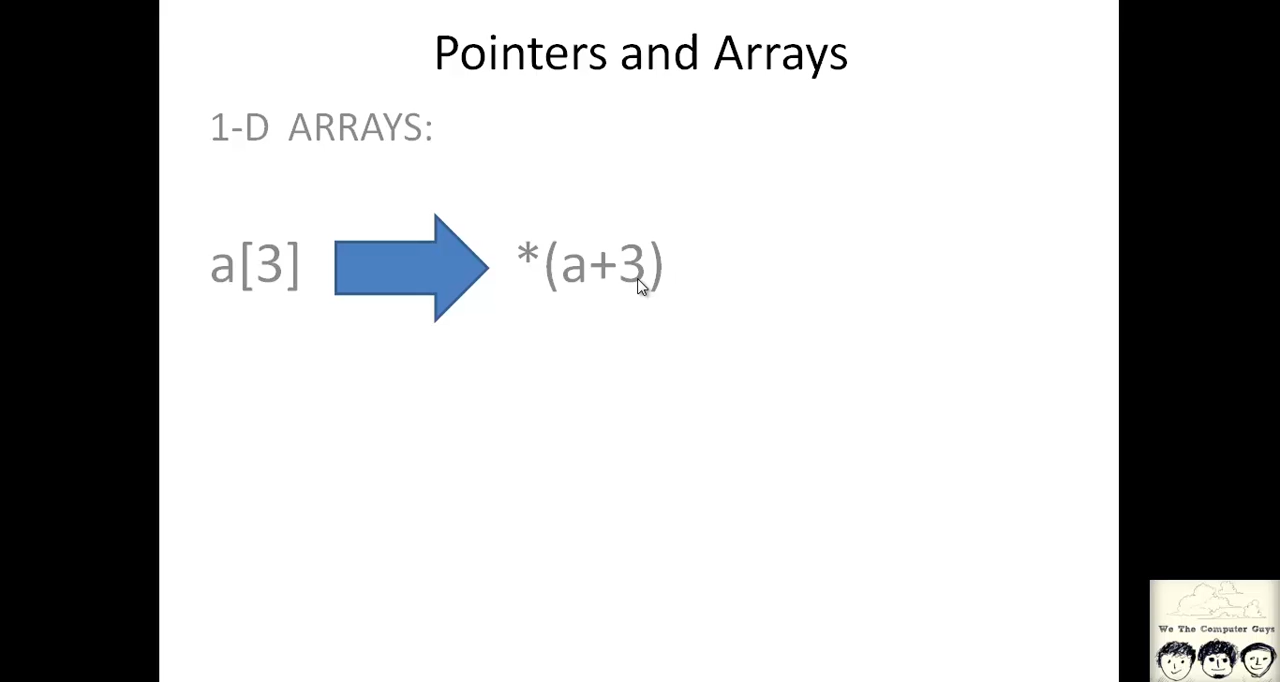 Pointers and Arrays
1-D ARRAYS:
a[3] *(a+3)
We The Computer Guys